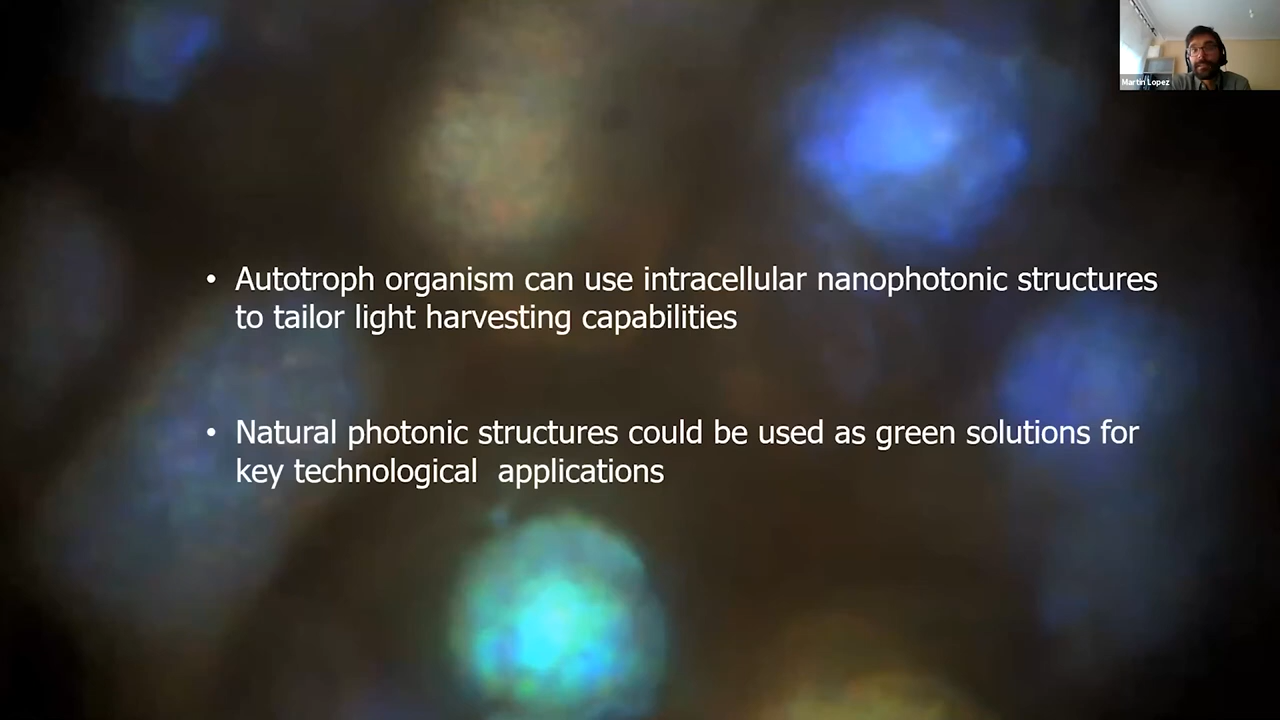 Martin Lopez
• Autotroph organism can use intracellular nanophotonic structures
to tailor light harvesting capabilities
• Natural photonic structures could be used as green solutions for
key technological  applications